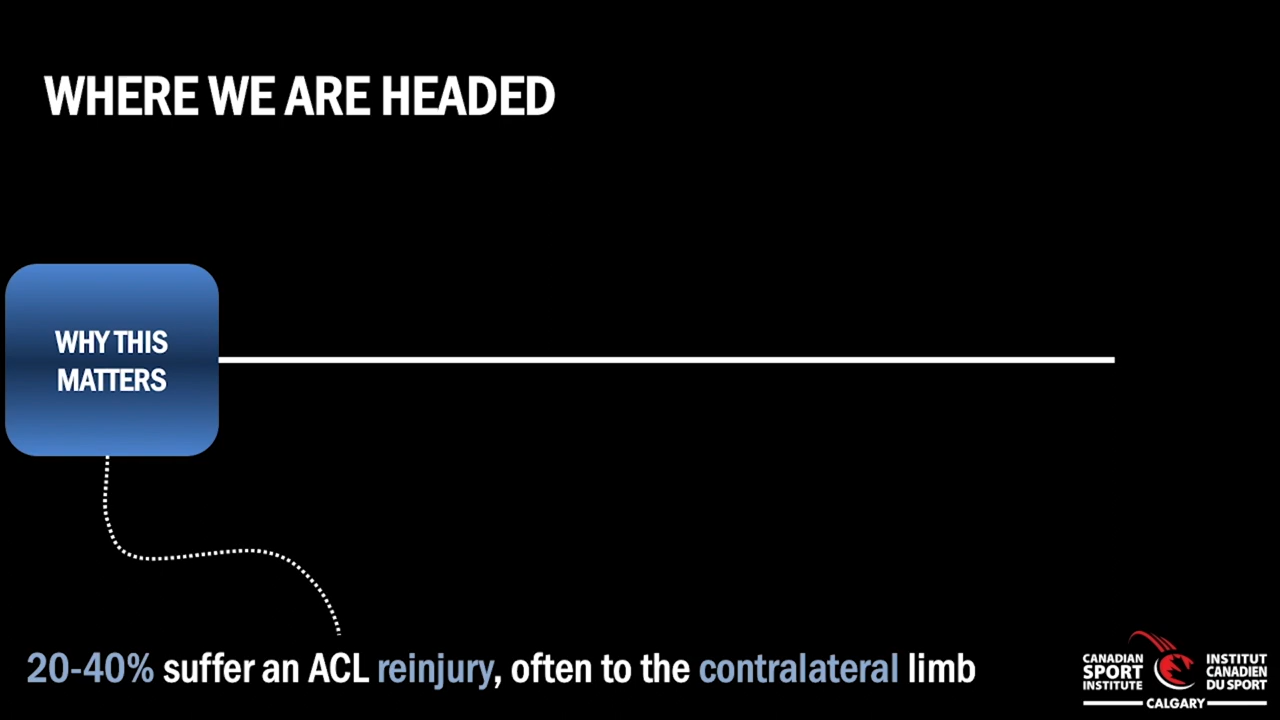 WHERE WE ARE HEADED
WHY THIS
MATTERS
20-40% suffer an ACL reinjury, often to the contralateral limb
CANADIAN
SPORT
INSTITUTE
INSTITUT
CANADIEN
DU SPORT
CALGARY